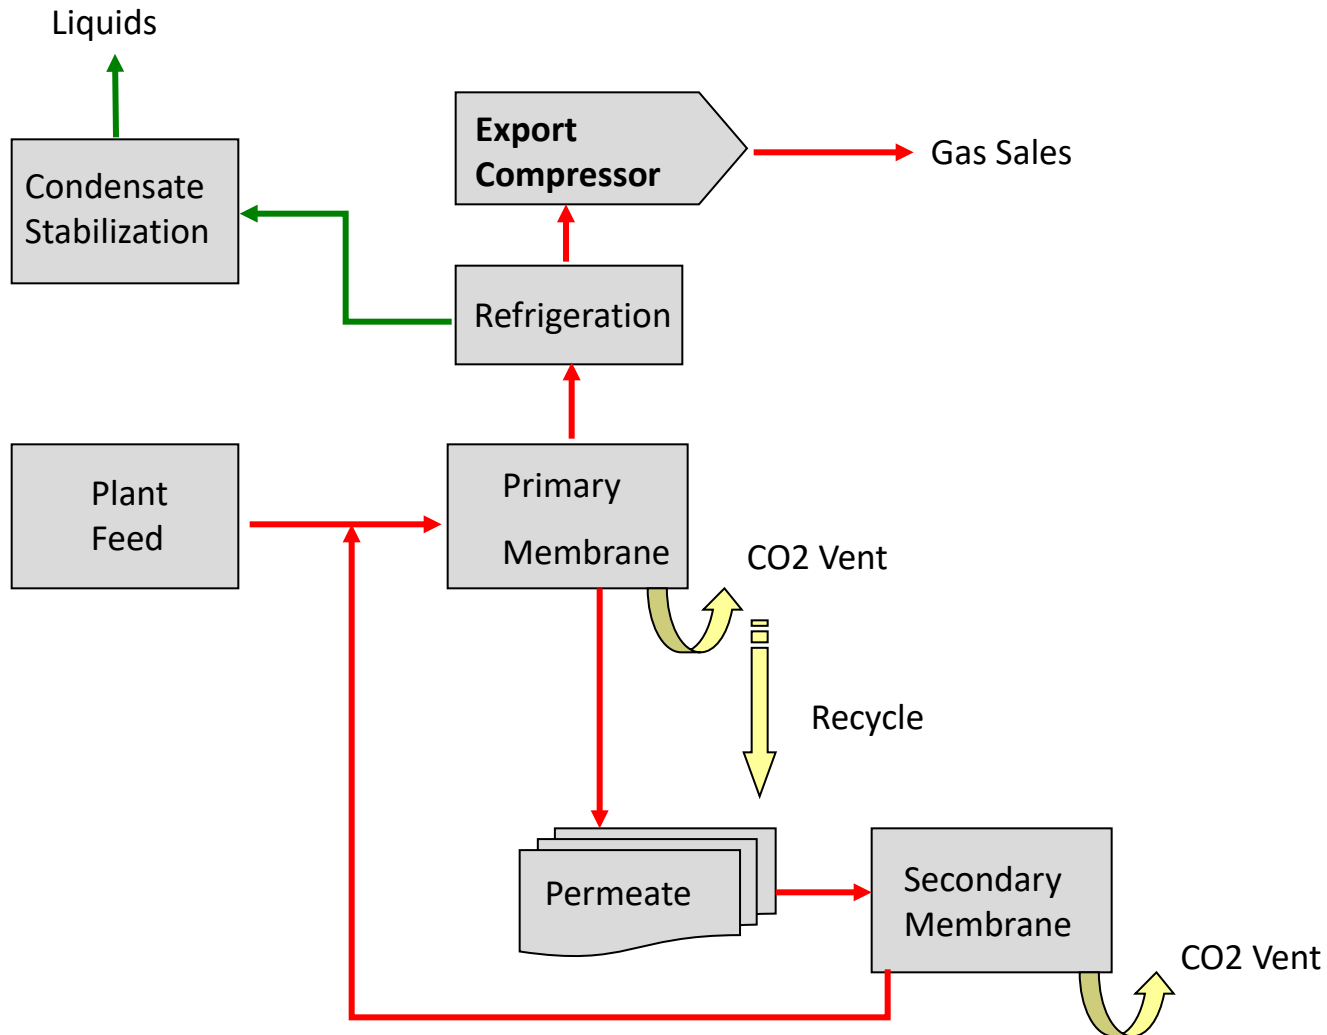 Liquids
Export
Compressor
Gas Sales
Condensate
Stabilization
Refrigeration
Plant
Feed
Primary
Membrane
CO2 Vent
Recycle
Permeate
Secondary
Membrane
CO2 Vent